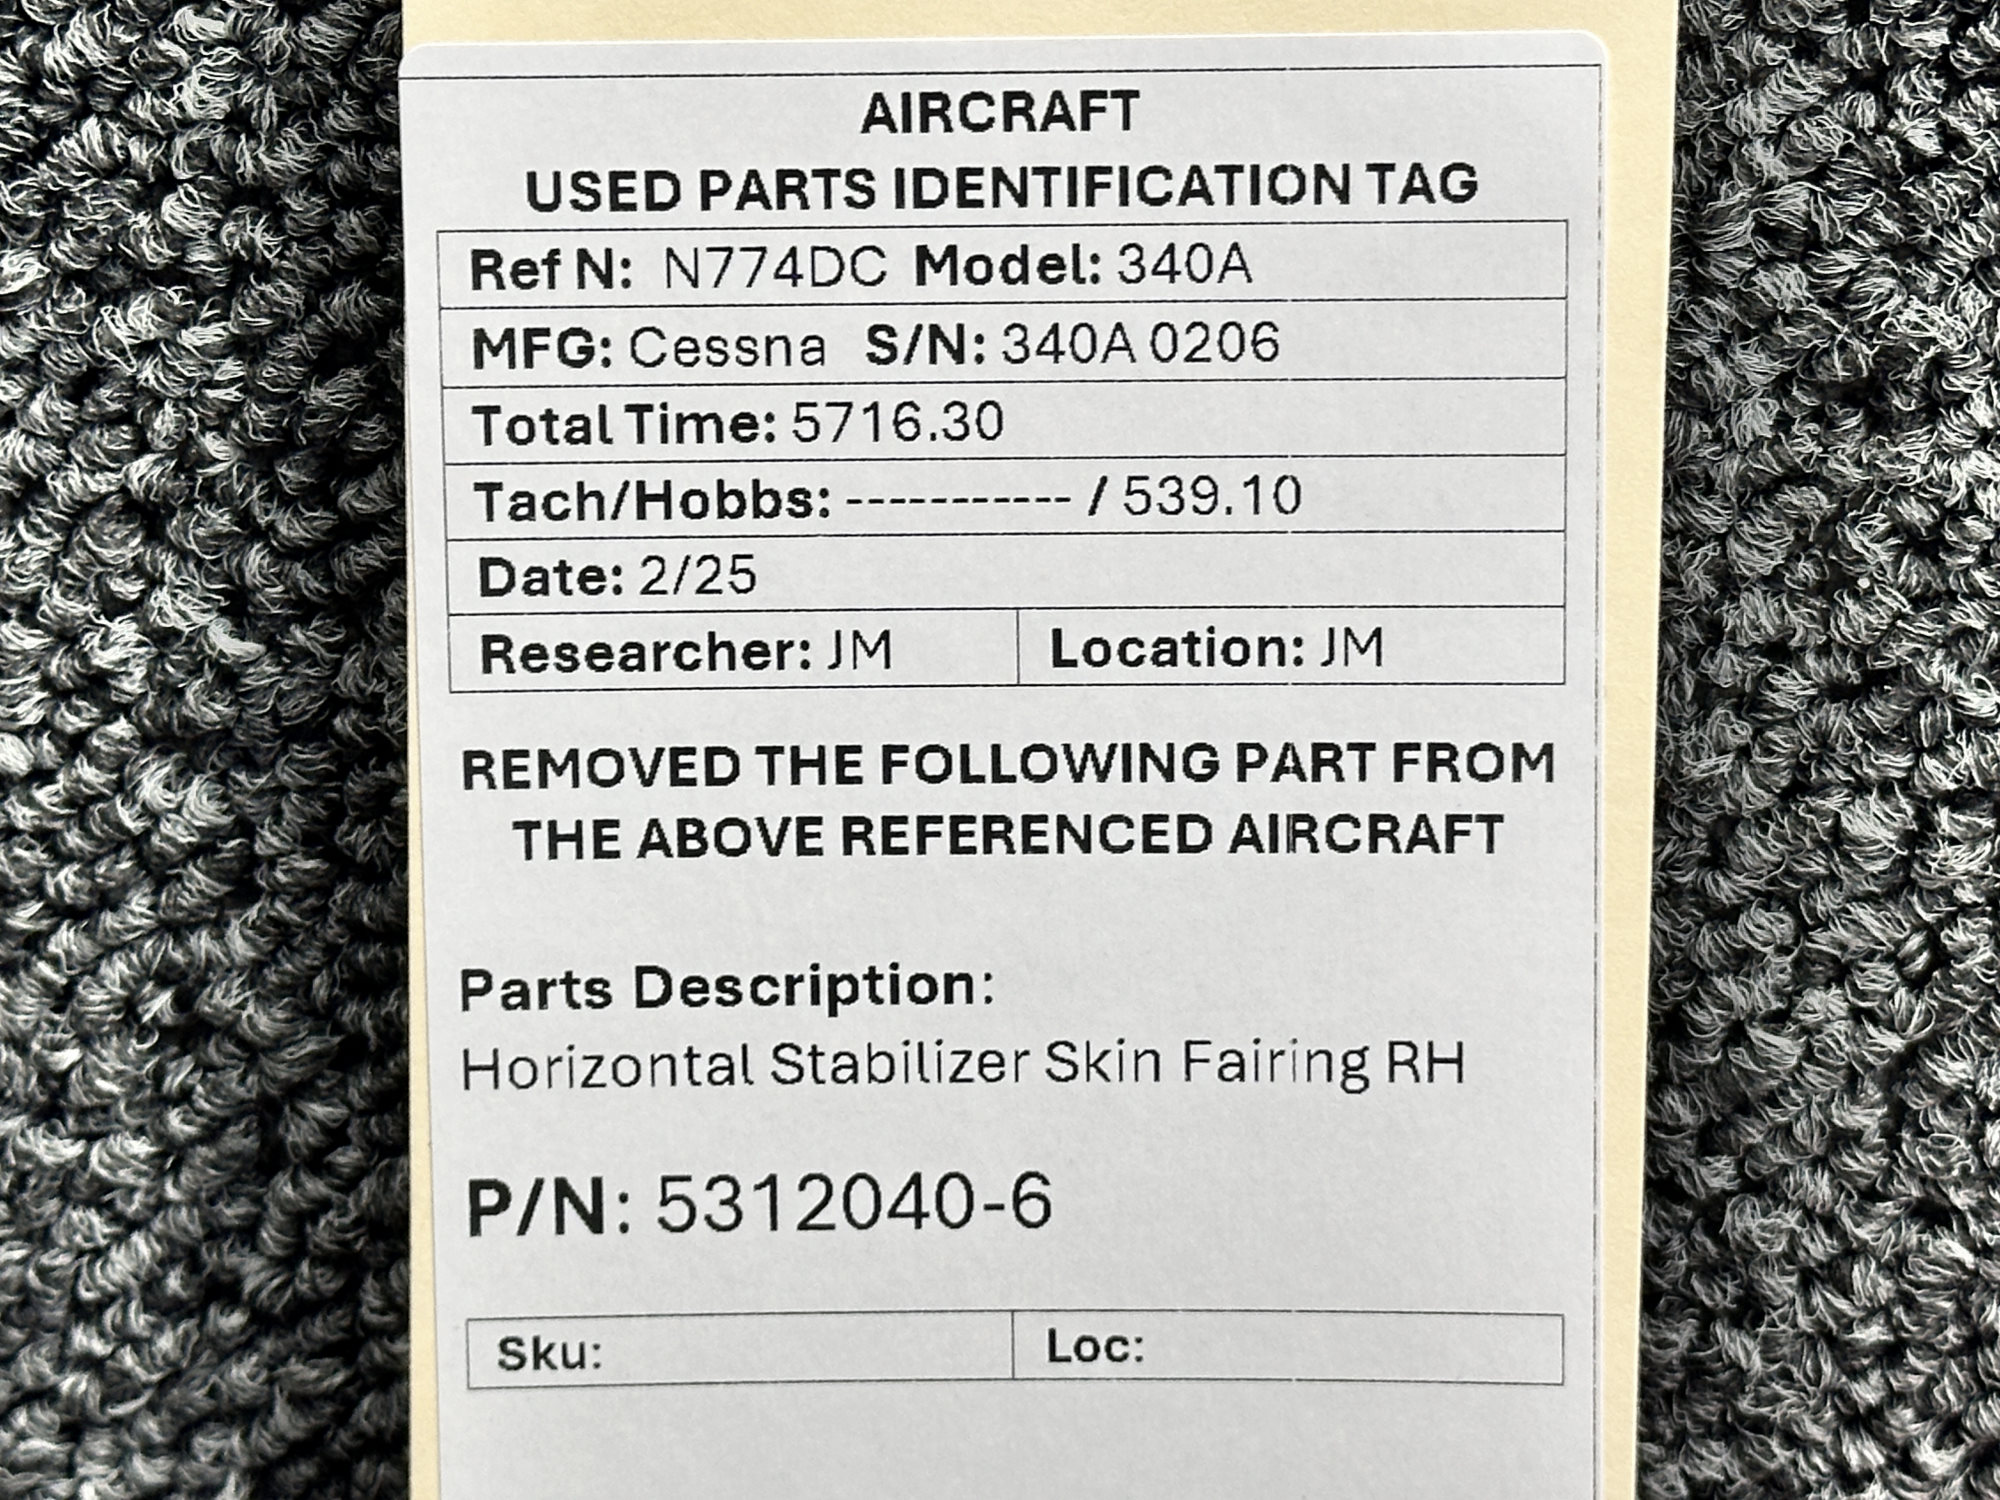 AIRCRAFT
USED PARTS IDENTIFICATION TAG
Ref N: N774DC Model: 340A
MFG: Cessna S/N: 340A 0206
Total Time: 5716.30
Tach/Hobbs: ----------- / 539.10
Date: 2/25
Researcher: JM Location: JM
REMOVED THE FOLLOWING PART FROM
THE ABOVE REFERENCED AIRCRAFT
Parts Description:
Horizontal Stabilizer Skin Fairing RH
P/N: 5312040-6
Sku: Loc: